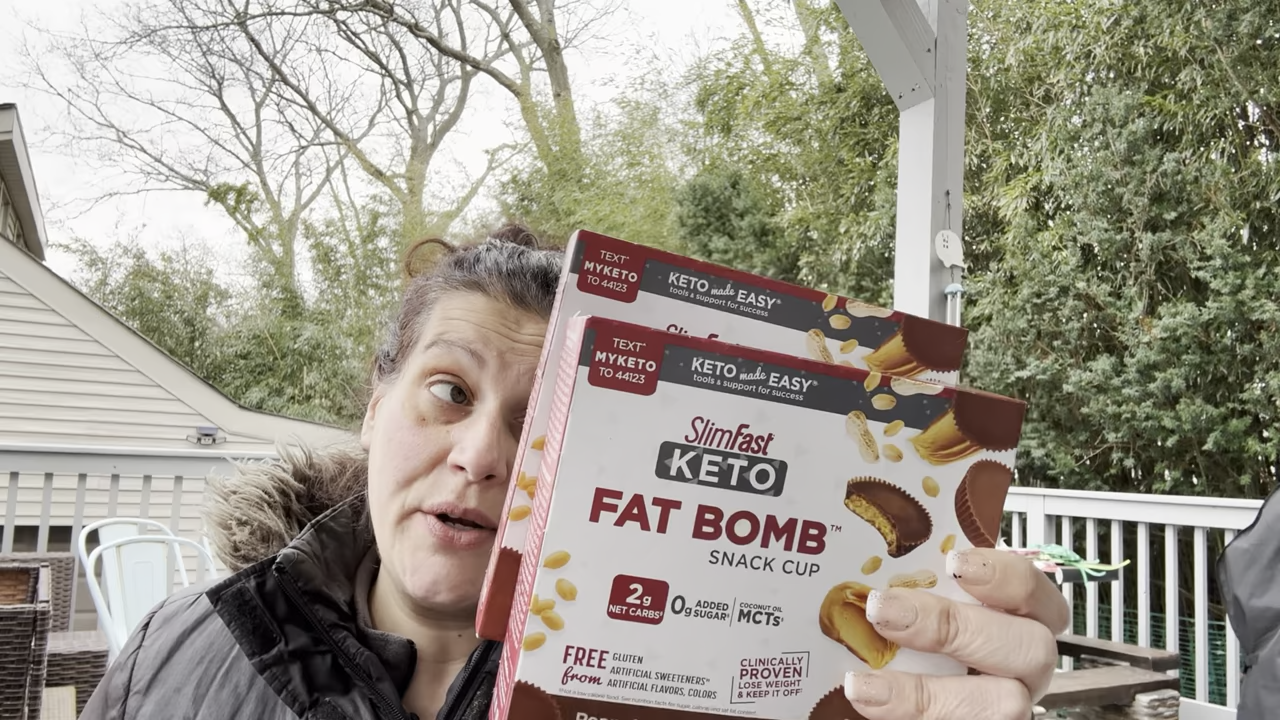 TEXT*
MYKETO
TO 44123
KETO made EASY®
tools & support for success
SlimFast
TEXT*
MYKETO
TO 44123
KETO made EASY®
tools & support for success
SlimFast
KETO
FAT BOMB™
SNACK CUP
2g
NET CARBS
0g ADDED SUGAR
COCONUT OIL
MCTs
FREE from
GLUTEN
ARTIFICIAL SWEETENERS
ARTIFICIAL FLAVORS, COLORS
CLINICALLY
PROVEN
LOSE WEIGHT
& KEEP IT OFF